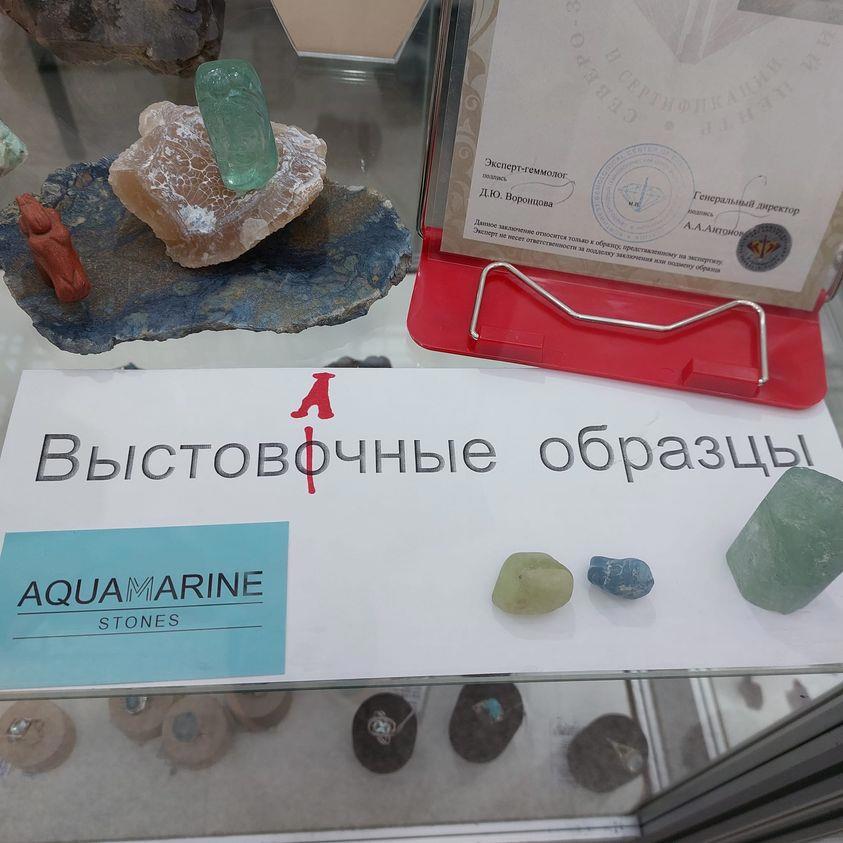 И СЕРТИФИКАЦИИ
Эксперт-геммолог
подпись
Д.Ю. Воронцова
м.п.
Генеральный директор
подпись
А.А.Антонов
Данное заключение относится только к образцу, представленному на экспертизу.
Эксперт не несет ответственности за подделку заключения или подмену образца
А
Выстовочные образцы
AQUAMARINE
STONES